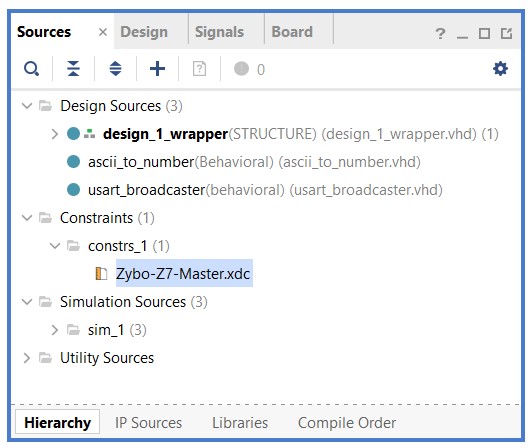 Sources × Design Signals Board ? _
0
Design Sources (3)
design_1_wrapper(STRUCTURE) (design_1_wrapper.vhd) (1)
ascii_to_number(Behavioral) (ascii_to_number.vhd)
usart_broadcaster(behavioral) (usart_broadcaster.vhd)
Constraints (1)
constrs_1 (1)
Zybo-Z7-Master.xdc
Simulation Sources (3)
sim_1 (3)
Utility Sources
Hierarchy IP Sources Libraries Compile Order